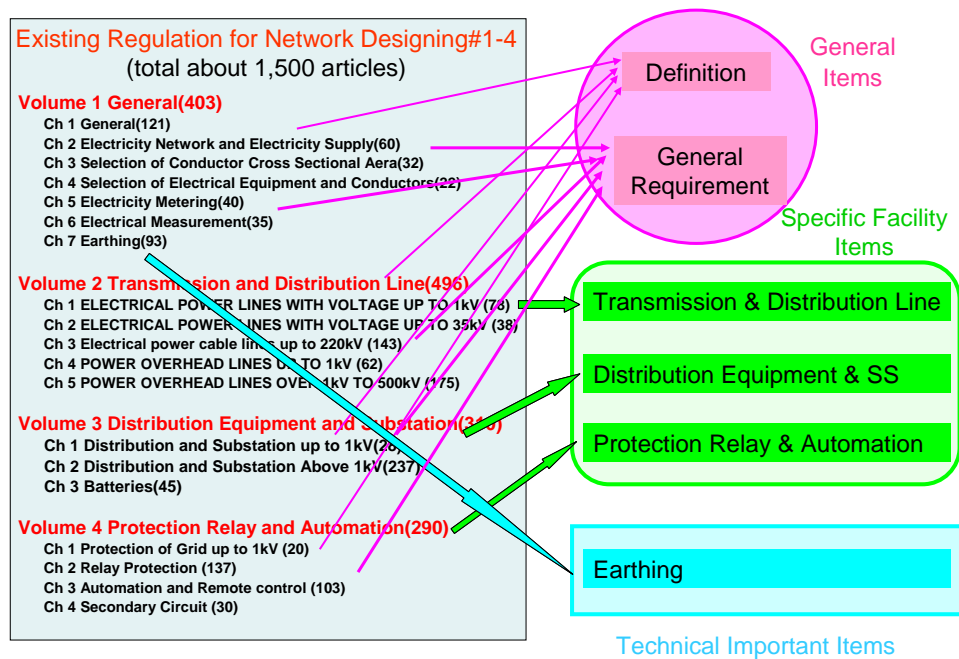 Existing Regulation for Network Designing#1-4
(total about 1,500 articles)
Volume 1 General(403)
Ch 1 General(121)
Ch 2 Electricity Network and Electricity Supply(60)
Ch 3 Selection of Conductor Cross Sectional Aera(32)
Ch 4 Selection of Electrical Equipment and Conductors(22)
Ch 5 Electricity Metering(40)
Ch 6 Electrical Measurement(35)
Ch 7 Earthing(93)
Volume 2 Transmission and Distribution Line(496)
Ch 1 ELECTRICAL POWER LINES WITH VOLTAGE UP TO 1kV (78)
Ch 2 ELECTRICAL POWER LINES WITH VOLTAGE UP TO 35kV (38)
Ch 3 Electrical power cable lines up to 220kV (143)
Ch 4 POWER OVERHEAD LINES UP TO 1kV (62)
Ch 5 POWER OVERHEAD LINES OVER 1kV TO 500kV (175)
Volume 3 Distribution Equipment and Substation(310)
Ch 1 Distribution and Substation up to 1kV(28)
Ch 2 Distribution and Substation Above 1kV(237)
Ch 3 Batteries(45)
Volume 4 Protection Relay and Automation(290)
Ch 1 Protection of Grid up to 1kV (20)
Ch 2 Relay Protection (137)
Ch 3 Automation and Remote control (103)
Ch 4 Secondary Circuit (30)
General
Items
Definition
General
Requirement
Specific Facility
Items
Transmission & Distribution Line
Distribution Equipment & SS
Protection Relay & Automation
Earthing
Technical Important Items